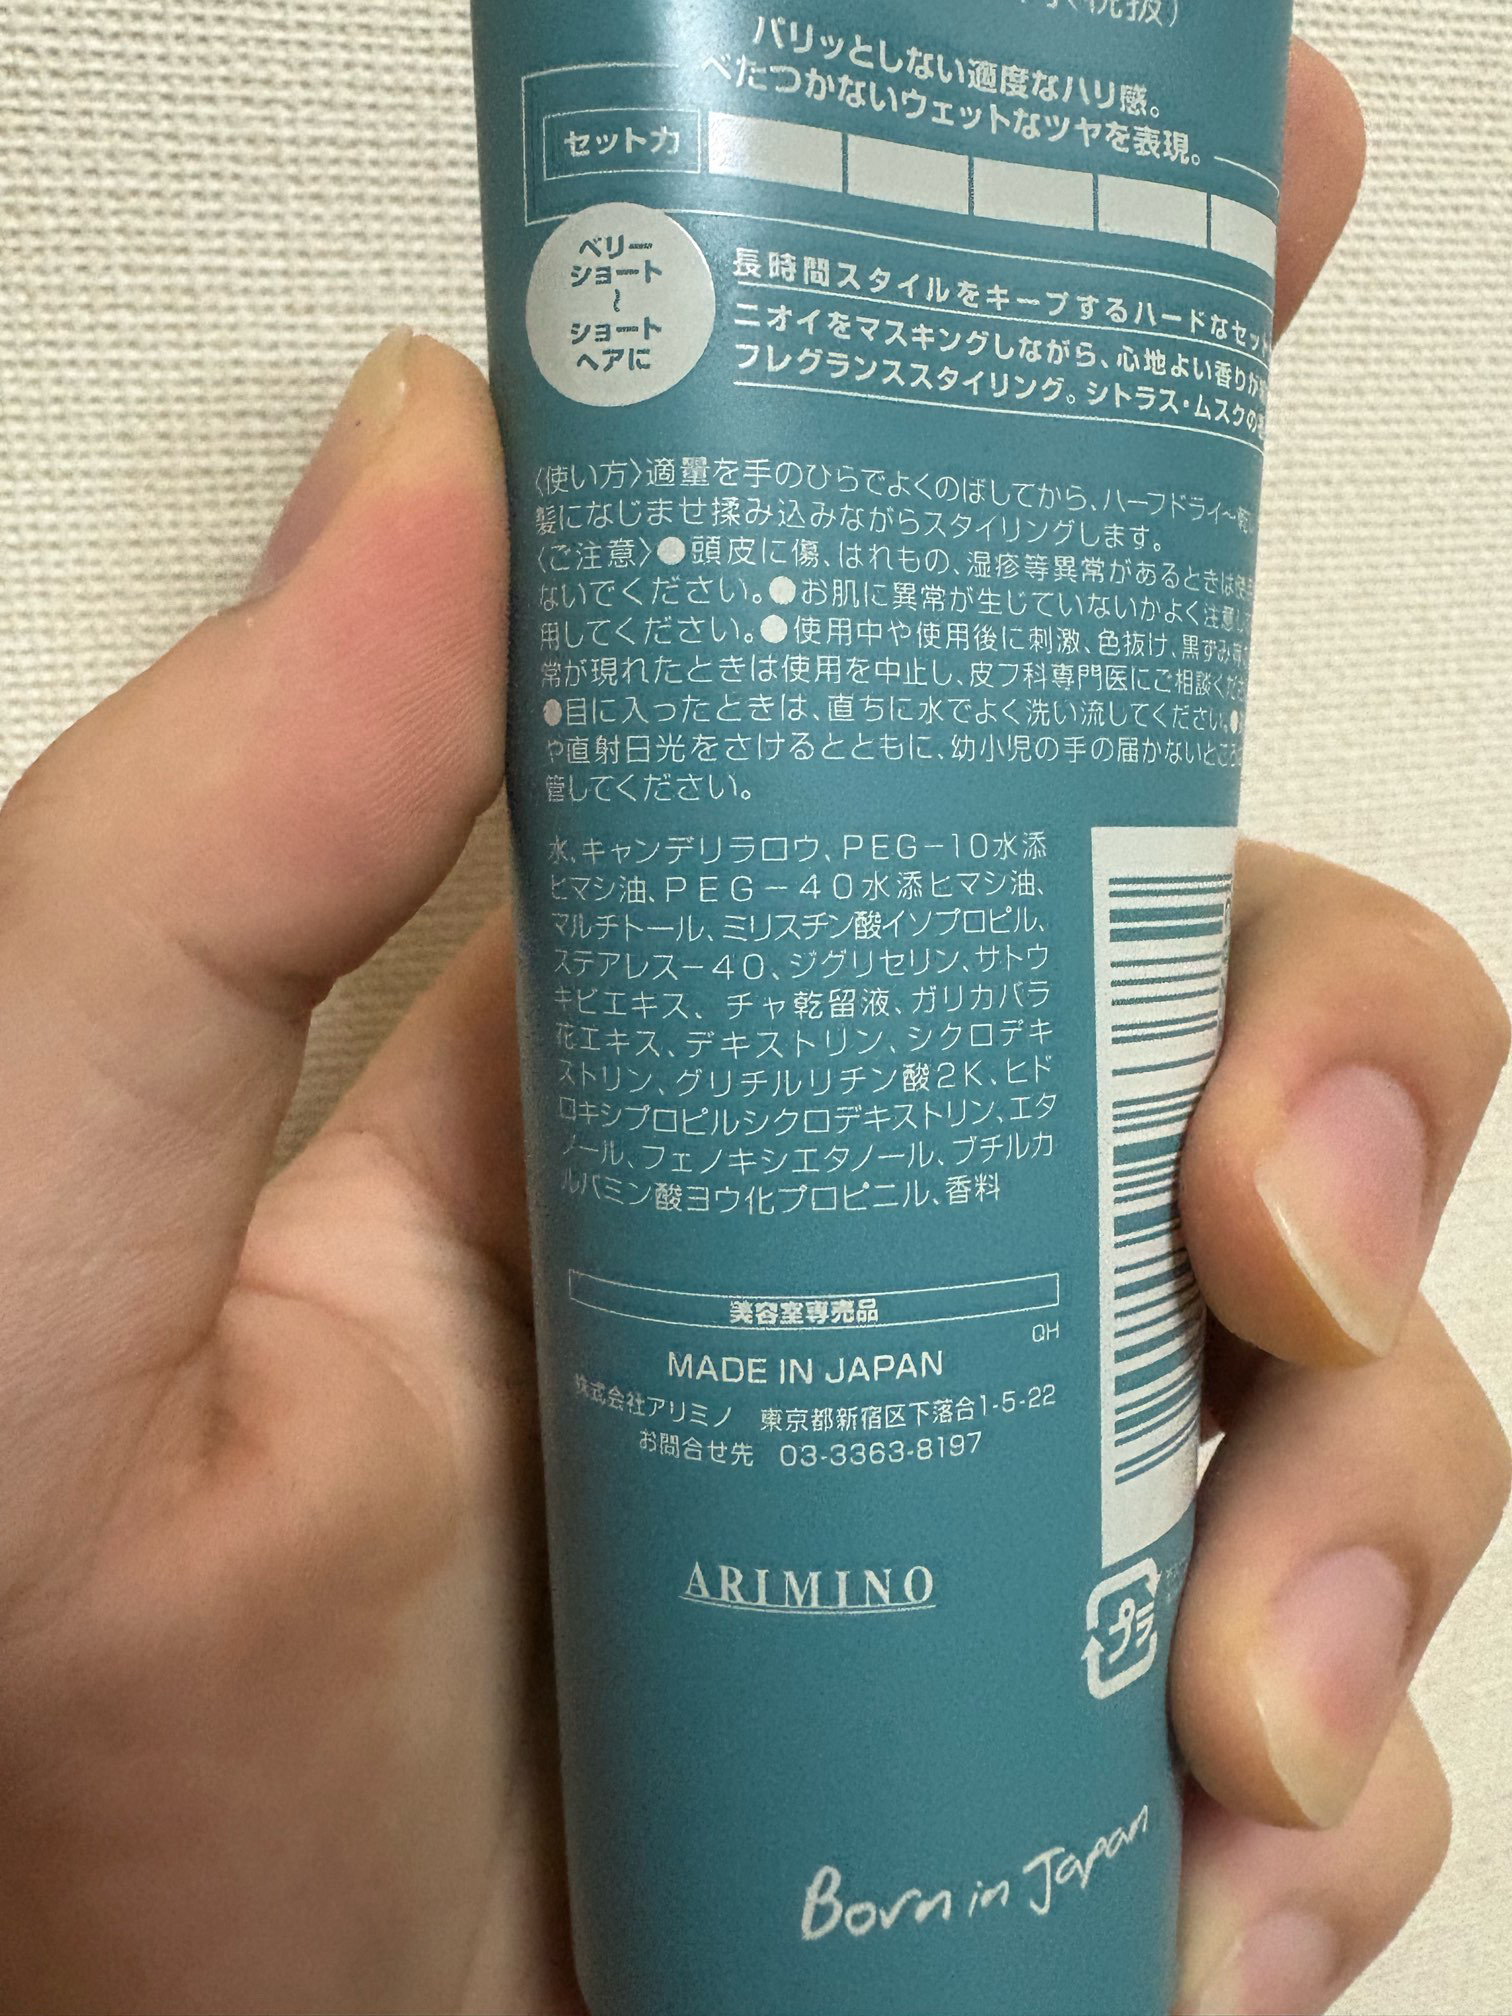 (税抜)
パリッとしない適度なハリ感。
べたつかないウェットなツヤを表現。
セット力
ベリー
ショート
〜
ショート
ヘアに
長時間スタイルをキープするハードなセット
ニオイをマスキングしながら、心地よい香りが
フレグランススタイリング。シトラス・ムスクの
〈使い方〉適量を手のひらでよくのばしてから、ハーフドライ〜
髪になじませ揉み込みながらスタイリングします。
〈ご注意〉●頭皮に傷、はれもの、湿疹等異常があるときは使
ないでください。●お肌に異常が生じていないかよく注意し
用してください。●使用中や使用後に刺激、色抜け、黒ずみ等
常が現れたときは使用を中止し、皮フ科専門医にご相談くださ
●目に入ったときは、直ちに水でよく洗い流してください。●
や直射日光をさけるとともに、幼小児の手の届かないところ
管してください。
水、キャンデリラロウ、PEG−10水添
ヒマシ油、PEG−40水添ヒマシ油、
マルチトール、ミリスチン酸イソプロピル、
ステアレス−40、ジグリセリン、サトウ
キビエキス、チャ乾留液、ガリカバラ
花エキス、デキストリン、シクロデキ
ストリン、グリチルリチン酸2K、ヒド
ロキシプロピルシクロデキストリン、エタ
ノール、フェノキシエタノール、ブチルカ
ルバミン酸ヨウ化プロピニル、香料
美容室専売品
QH
MADE IN JAPAN
株式会社アリミノ 東京都新宿区下落合1-5-22
お問合せ先 03-3363-8197
ARIMINO
プラ
Born in Japan